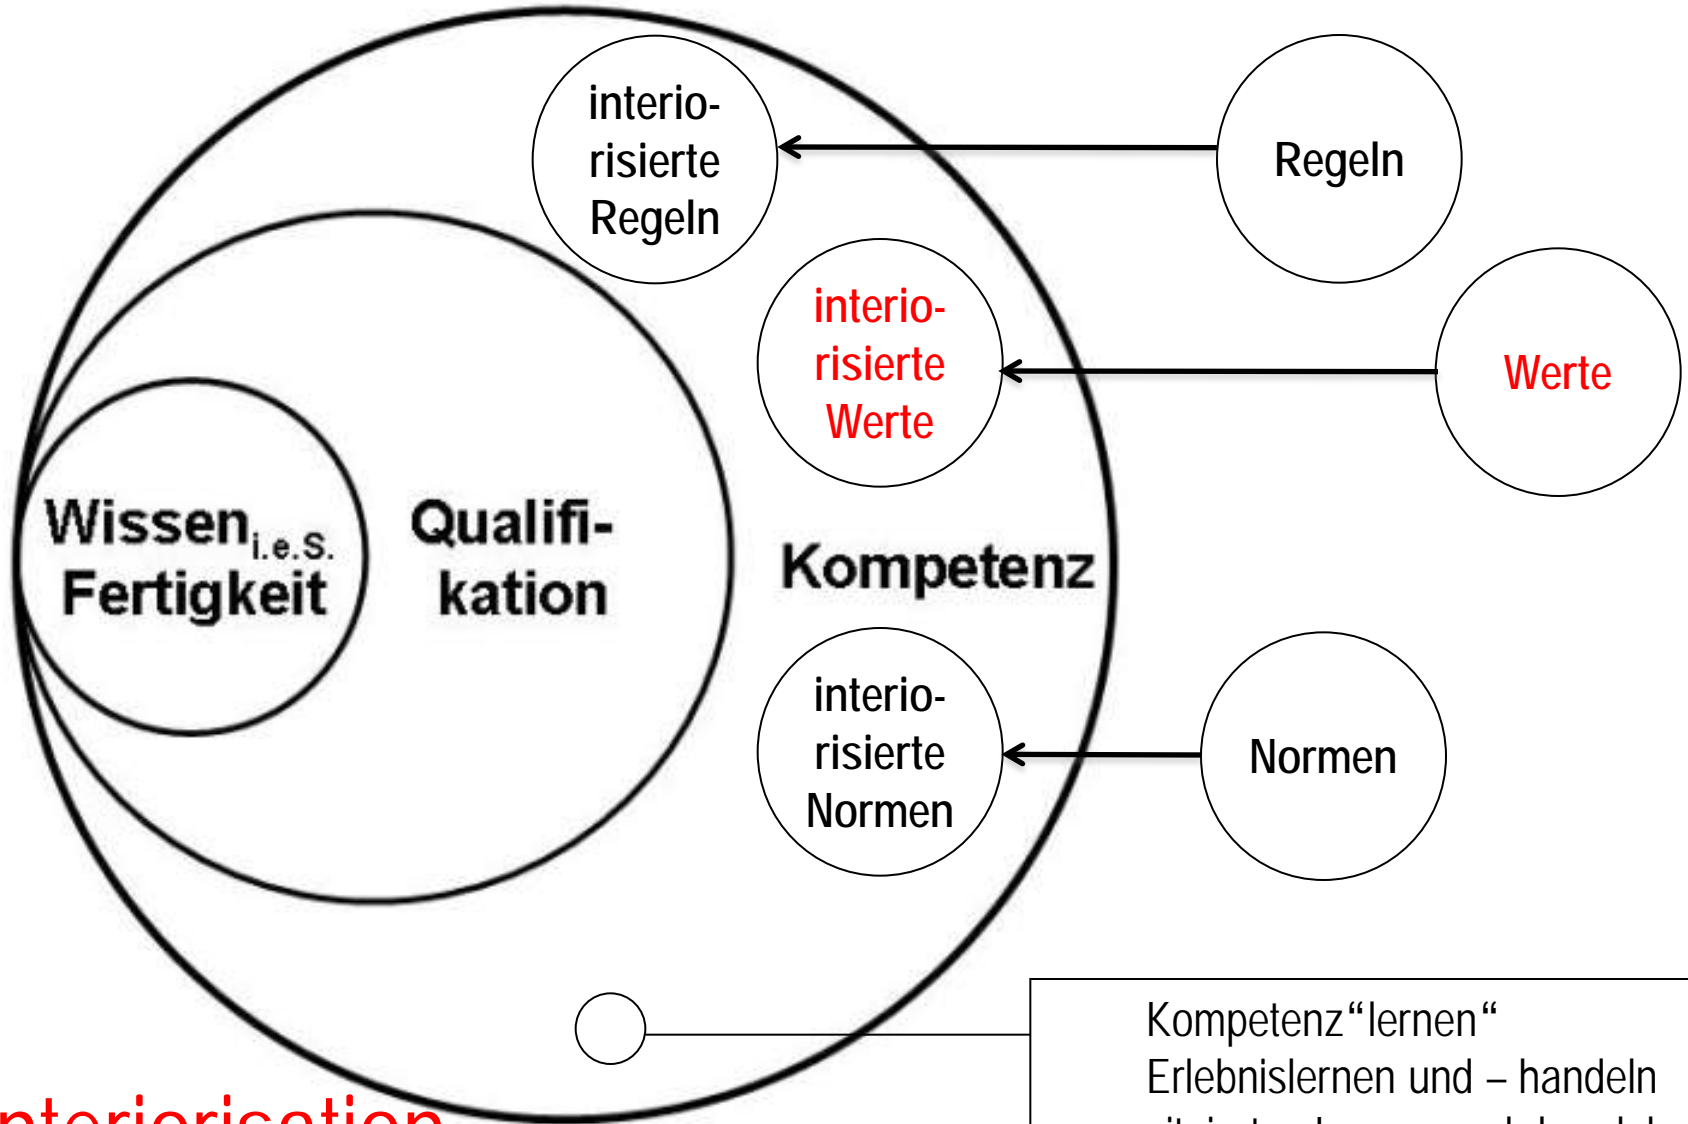 interio-
risierte
Regeln
Regeln
interio-
risierte
Werte
Werte
Wissen i.e.S.
Fertigkeit
Qualifi-
kation
Kompetenz
interio-
risierte
Normen
Normen
Kompetenz“lernen“
Erlebnislernen und – handeln
nteriorisation